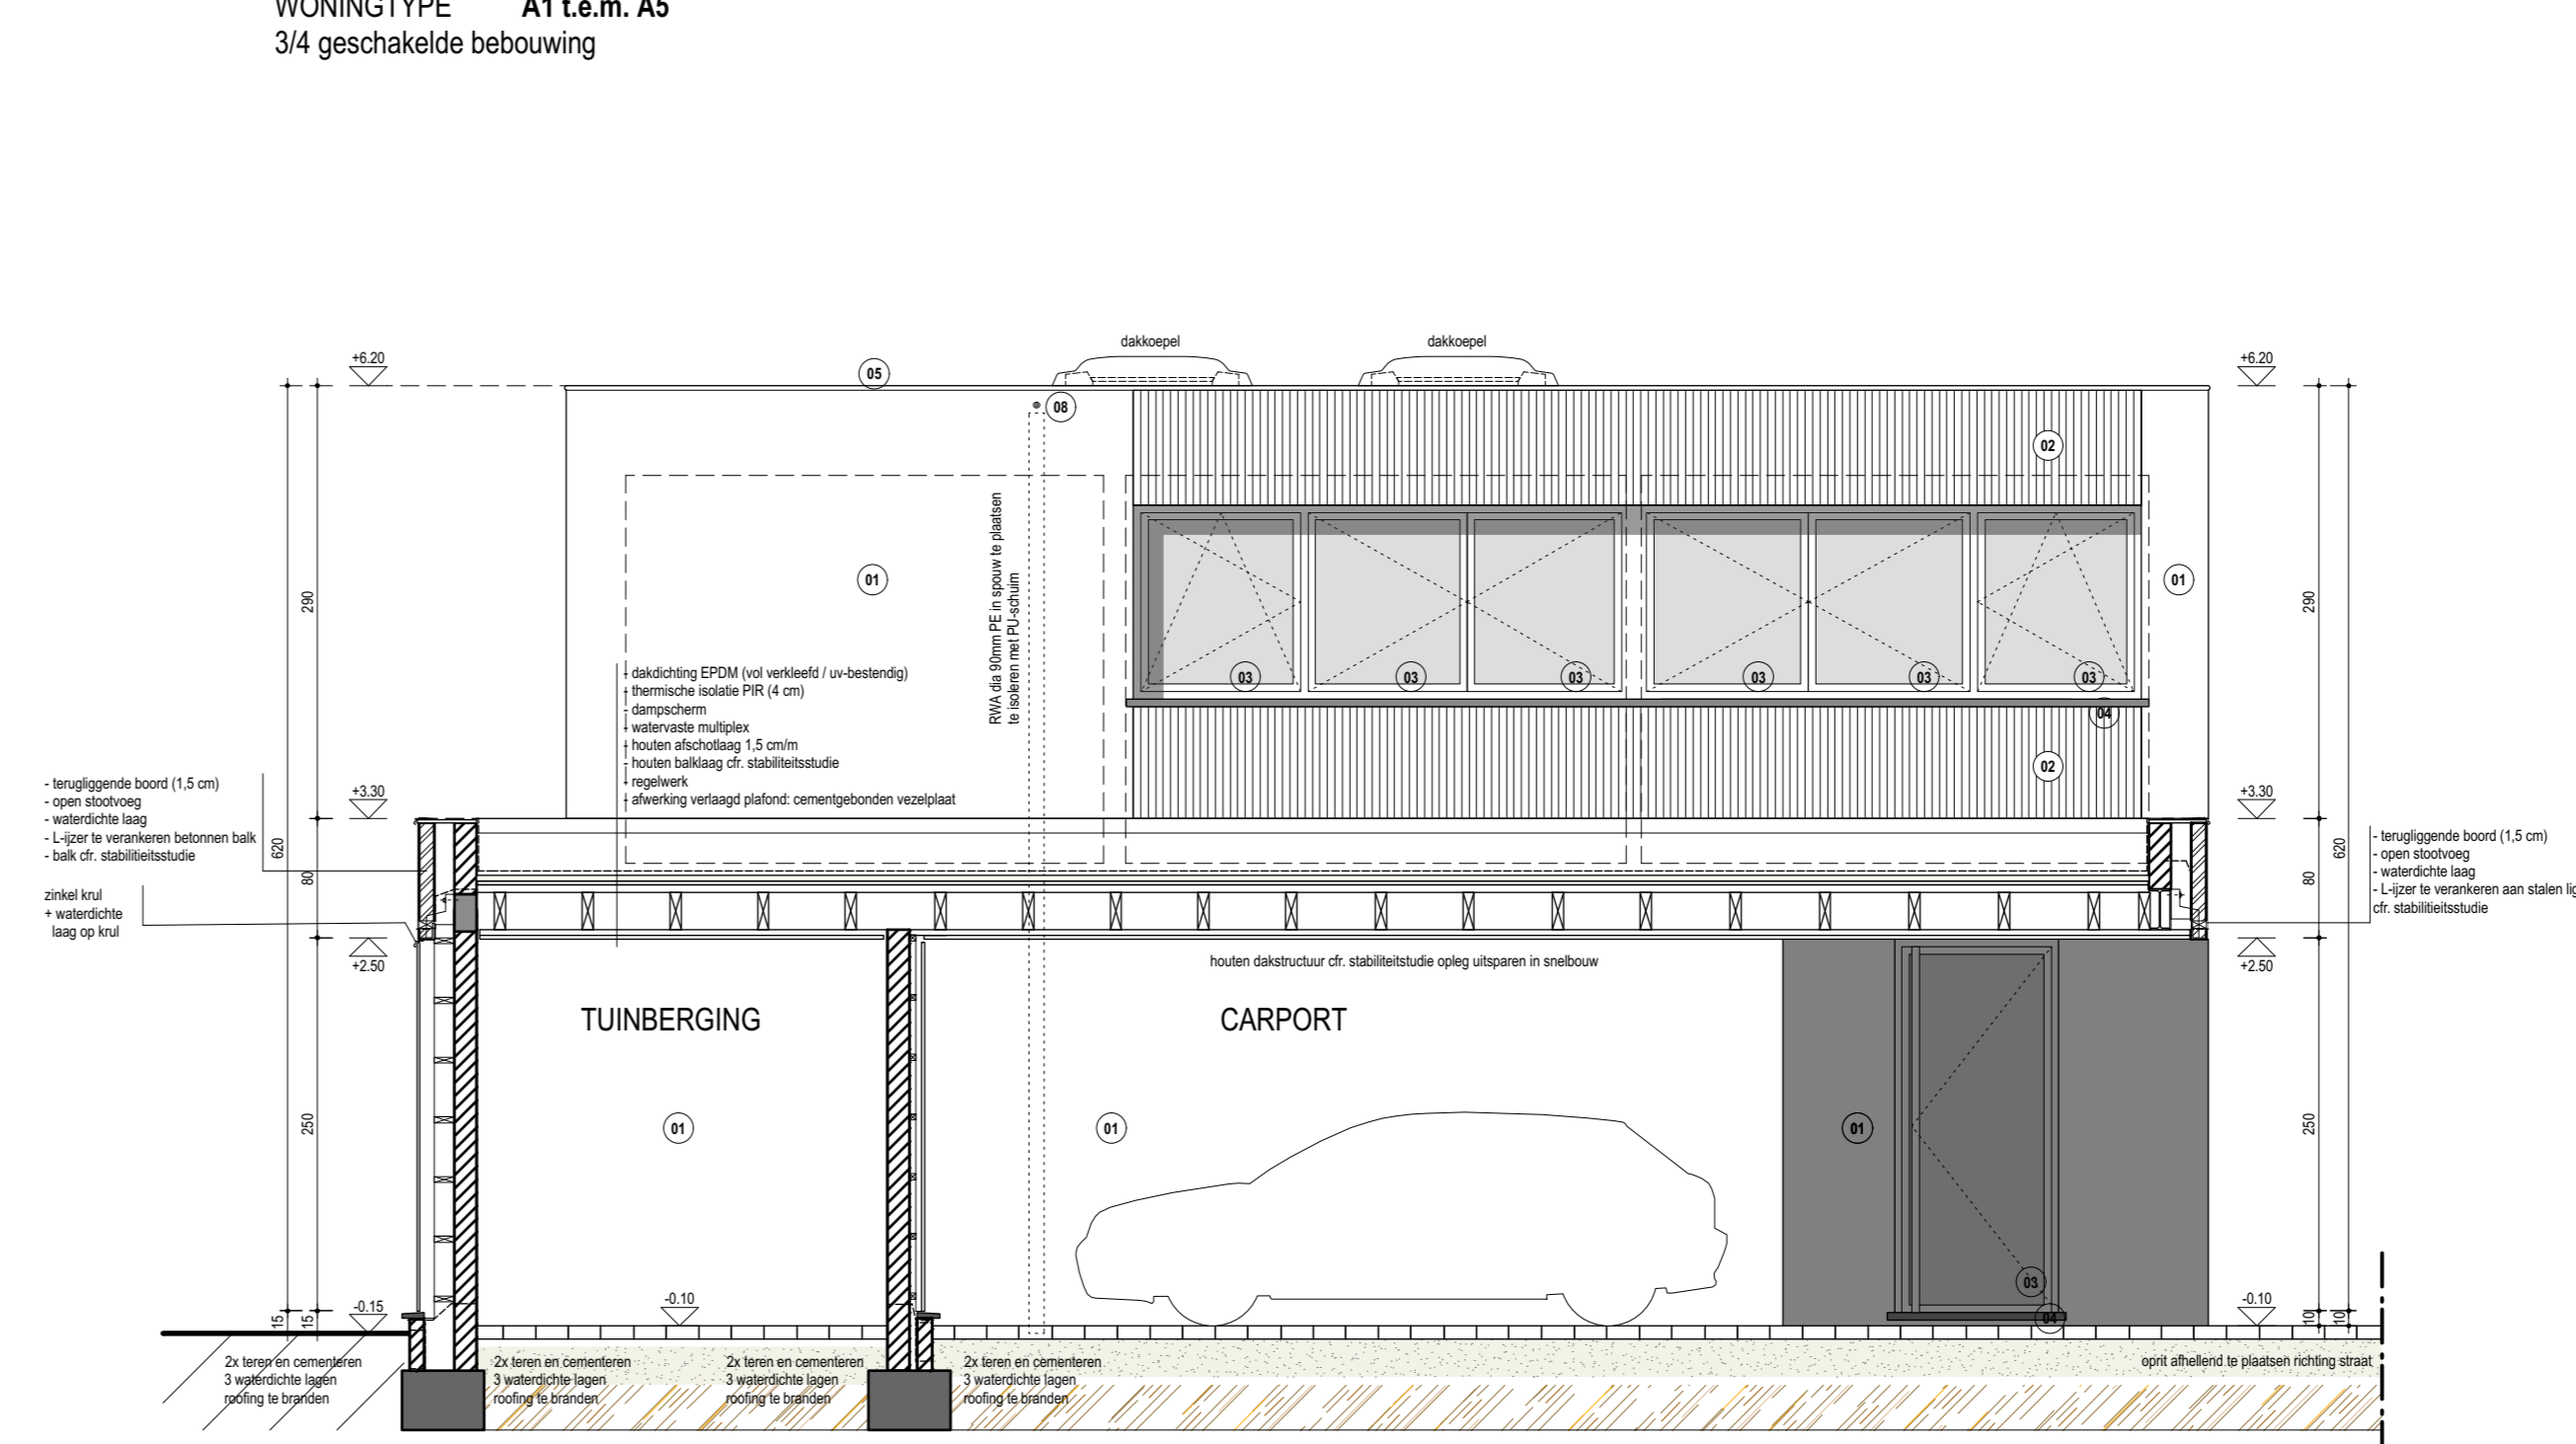 WONINGTYPE A1 t.e.m. A5
3/4 geschakelde bebouwing
dakkoepel
dakkoepel
+6.20
+6.20
05
08
02
01
01
290
290
RWA dia 90mm PE in spouw te plaatsen
te isoleren met PU-schuim
03
03
03
03
03
03
04
02
- dakdichting EPDM (vol verkleefd / uv-bestendig)
- thermische isolatie PIR (4 cm)
- dampscherm
- watervaste multiplex
- houten afschotlaag 1,5 cm/m
- houten balklaag cfr. stabiliteitsstudie
- regelwerk
- afwerking verlaagd plafond: cementgebonden vezelplaat
- terugliggende boord (1,5 cm)
- open stootvoeg
- waterdichte laag
- L-ijzer te verankeren betonnen balk
- balk cfr. stabilitieitsstudie
+3.30
+3.30
620
620
80
80
zinkel krul
+ waterdichte
laag op krul
- terugliggende boord (1,5 cm)
- open stootvoeg
- waterdichte laag
- L-ijzer te verankeren aan stalen lig
cfr. stabilitieitsstudie
+2.50
+2.50
houten dakstructuur cfr. stabiliteitstudie opleg uitsparen in snelbouw
TUINBERGING
CARPORT
250
250
01
01
01
03
04
-0.15
-0.10
-0.10
15
15
10
10
2x teren en cementeren
3 waterdichte lagen
roofing te branden
2x teren en cementeren
3 waterdichte lagen
roofing te branden
2x teren en cementeren
3 waterdichte lagen
roofing te branden
2x teren en cementeren
3 waterdichte lagen
roofing te branden
oprit afhellend te plaatsen richting straat